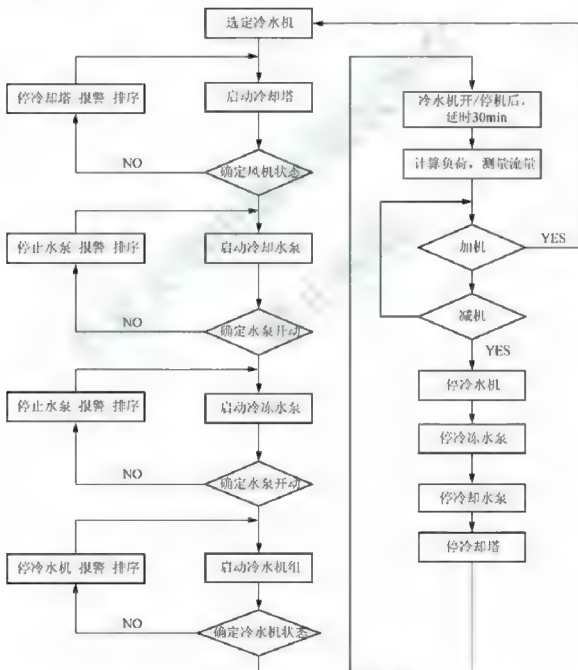 选定冷水机
停冷却塔 报警 排序
启动冷却塔
NO
确定风机状态
停止水泵 报警 排序
启动冷却水泵
NO
确定水泵开动
停止水泵 报警 排序
启动冷冻水泵
NO
确定水泵开动
停冷水机 报警 排序
启动冷水机组
NO
确定冷水机状态
冷水机开/停机后,
延时30min
计算负荷,测量流量
加机
YES
减机
YES
停冷水机
停冷冻水泵
停冷却水泵
停冷却塔